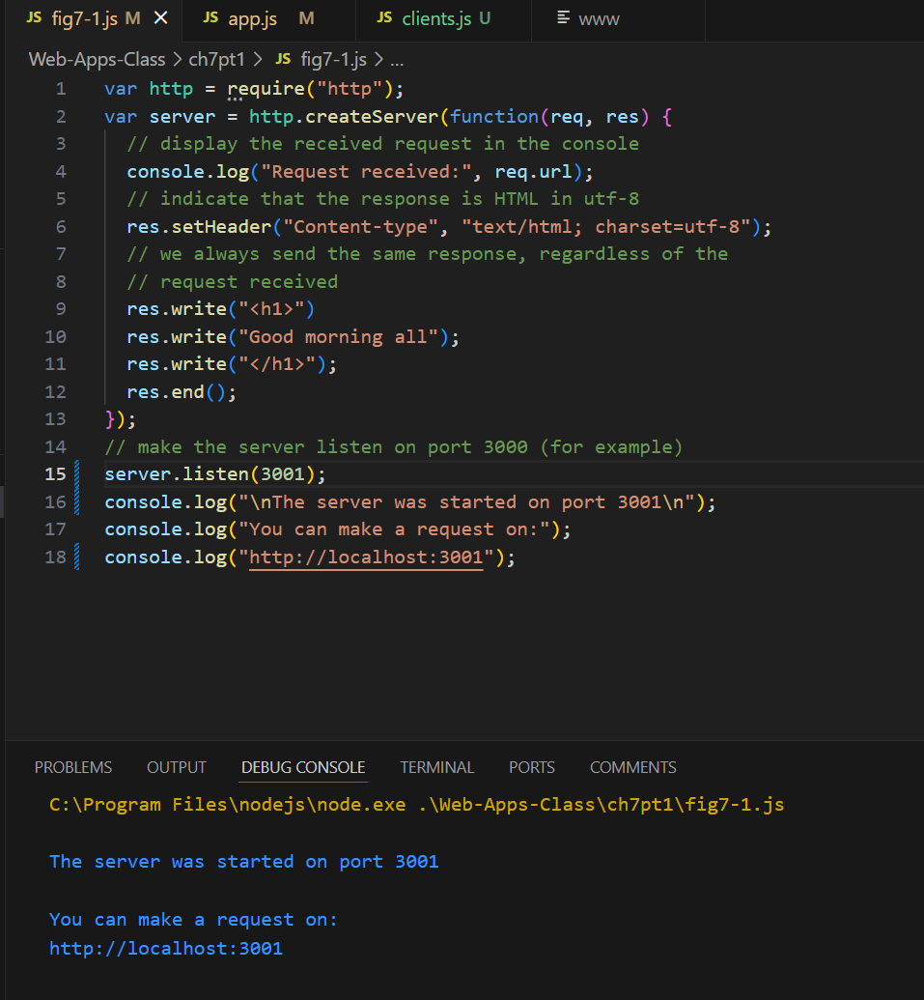 JS fig7-1.js M × JS app.js M JS clients.js U www
Web-Apps-Class > ch7pt1 > JS fig7-1.js > ...
1 var http = require("http");
2 var server = http.createServer(function(req, res) {
3 // display the received request in the console
4 console.log("Request received:", req.url);
5 // indicate that the response is HTML in utf-8
6 res.setHeader("Content-type", "text/html; charset=utf-8");
7 // we always send the same response, regardless of the
8 // request received
9 res.write("<h1>")
10 res.write("Good morning all");
11 res.write("</h1>");
12 res.end();
13 });
14 // make the server listen on port 3000 (for example)
15 server.listen(3001);
16 console.log("\nThe server was started on port 3001\n");
17 console.log("You can make a request on:");
18 console.log("http://localhost:3001");
PROBLEMS OUTPUT DEBUG CONSOLE TERMINAL PORTS COMMENTS
C:\Program Files\nodejs\node.exe .\Web-Apps-Class\ch7pt1\fig7-1.js
The server was started on port 3001
You can make a request on:
http://localhost:3001